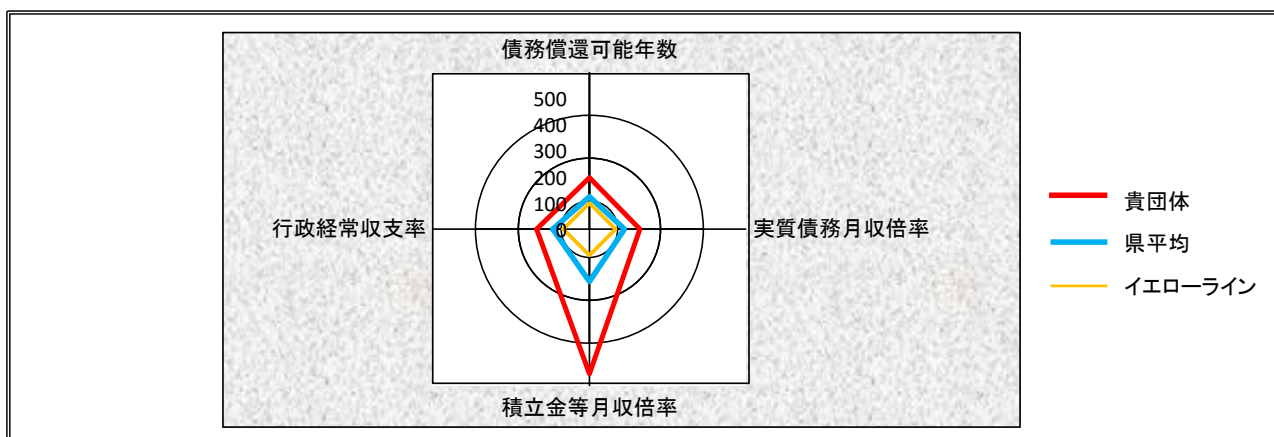 債務償還可能年数
500
400
300
200
100
0
行政経常収支率
実質債務月収倍率
積立金等月収倍率
貴団体
県平均
イエローライン